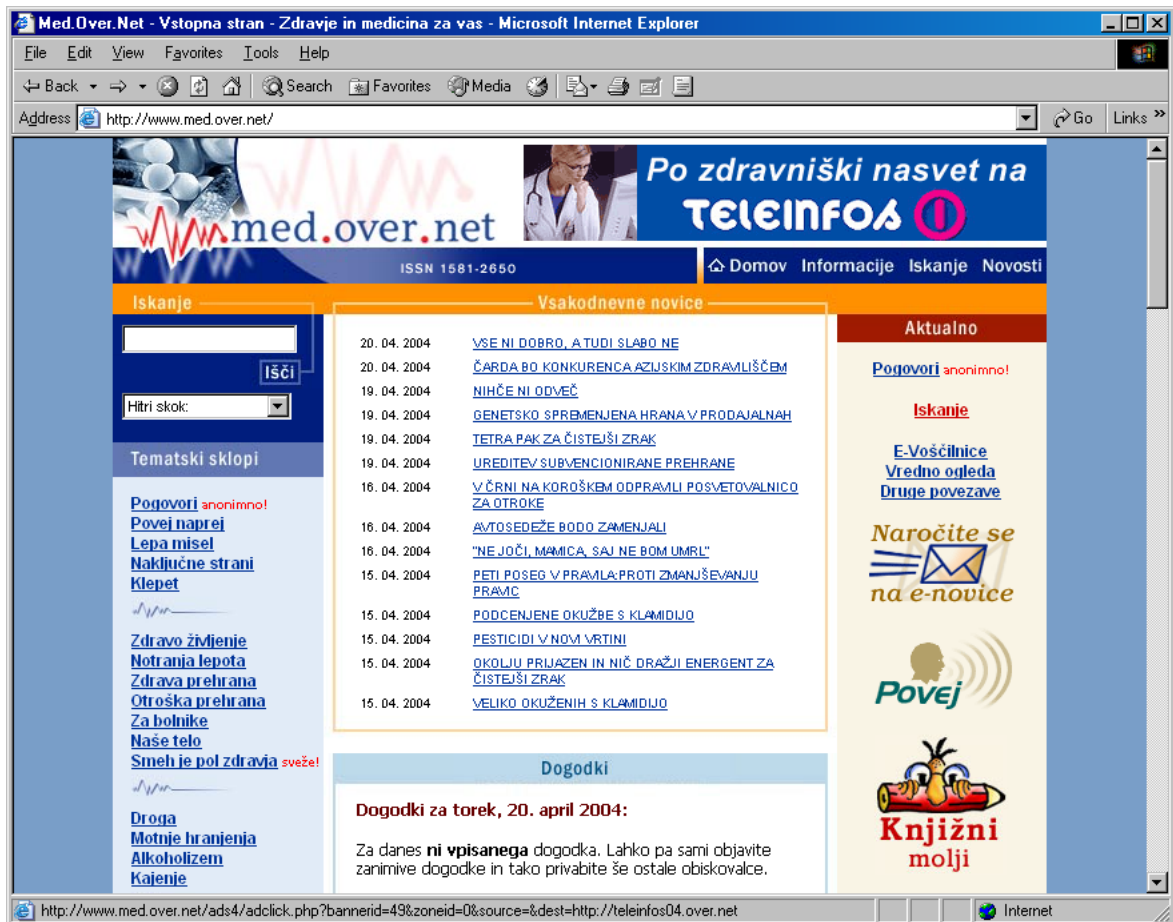 Med.Over.Net - Vstopna stran - Zdravje in medicina za vas - Microsoft Internet Explorer
File Edit View Favorites Tools Help
Back Search Favorites Media
Address http://www.med.over.net/ Go Links »
med.over.net
Po zdravniški nasvet na
TELEINFOS
ISSN 1581-2650
Domov Informacije Iskanje Novosti
Iskanje
Išči
Hitri skok:
Tematski sklopi
Pogovori anonimno!
Povej naprej
Lepa misel
Naključne strani
Klepet
Zdravo življenje
Notranja lepota
Zdrava prehrana
Otroška prehrana
Za bolnike
Naše telo
Smeh je pol zdravja sveže!
Droga
Motnje hranjenja
Alkoholizem
Kajenje
Vsakodnevne novice
20. 04. 2004 VSE NI DOBRO, A TUDI SLABO NE
20. 04. 2004 ČARDA BO KONKURENCA AZIJSKIM ZDRAVLIŠČEM
19. 04. 2004 NIHČE NI ODVEČ
19. 04. 2004 GENETSKO SPREMENJENA HRANA V PRODAJALNAH
19. 04. 2004 TETRA PAK ZA ČISTEJŠI ZRAK
19. 04. 2004 UREDITEV SUBVENCIONIRANE PREHRANE
16. 04. 2004 V ČRNI NA KOROŠKEM ODPRAVILI POSVETOVALNICO
ZA OTROKE
16. 04. 2004 AVTOSEDEŽE BODO ZAMENJALI
16. 04. 2004 "NE JOČI, MAMICA, SAJ NE BOM UMRL"
15. 04. 2004 PETI POSEG V PRAVILA:PROTI ZMANJŠEVANJU
PRAVIC
15. 04. 2004 PODCENJENE OKUŽBE S KLAMIDIJO
15. 04. 2004 PESTICIDI V NOVI VRTINI
15. 04. 2004 OKOLJU PRIJAZEN IN NIČ DRAŽJI ENERGENT ZA
ČISTEJŠI ZRAK
15. 04. 2004 VELIKO OKUŽENIH S KLAMIDIJO
Dogodki
Dogodki za torek, 20. april 2004:
Za danes ni vpisanega dogodka. Lahko pa sami objavite
zanimive dogodke in tako privabite še ostale obiskovalce.
Aktualno
Pogovori anonimno!
Iskanje
E-Voščilnice
Vredno ogleda
Druge povezave
Naročite se
na e-novice
Povej
Knjižni
molji
http://www.med.over.net/ads4/adclick.php?bannerid=49&zoneid=0&source=&dest=http://teleinfos04.over.net
Internet